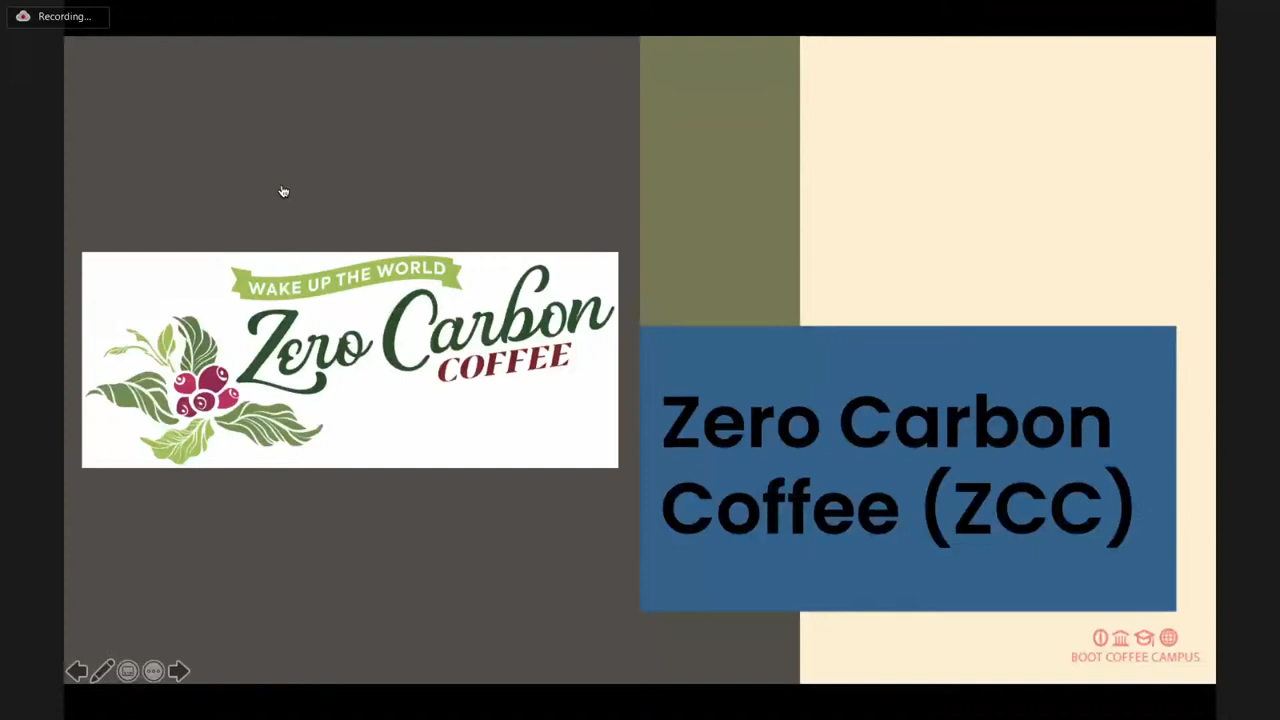 Recording...
WAKE UP THE WORLD
Zero Carbon
COFFEE
Zero Carbon
Coffee (ZCC)
BOOT COFFEE CAMPUS